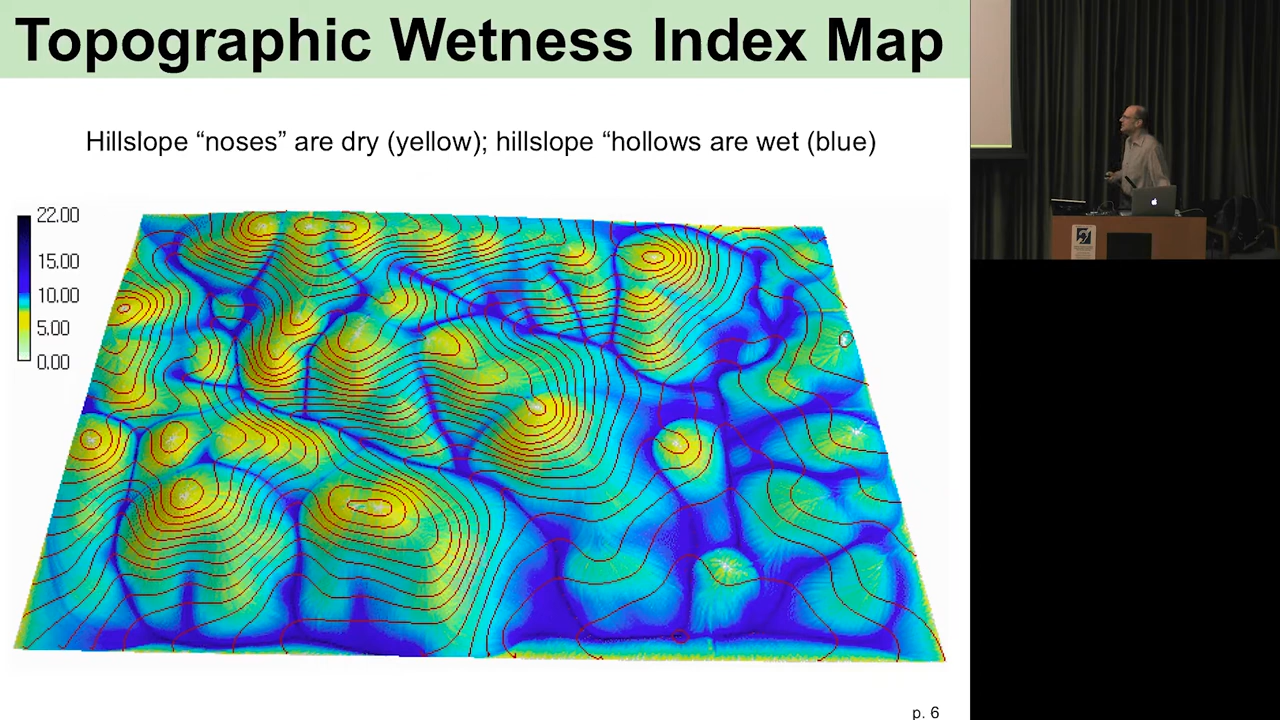 Topographic Wetness Index Map
Hillslope “noses” are dry (yellow); hillslope “hollows are wet (blue)
22.00
15.00
10.00
5.00
0.00
p. 6